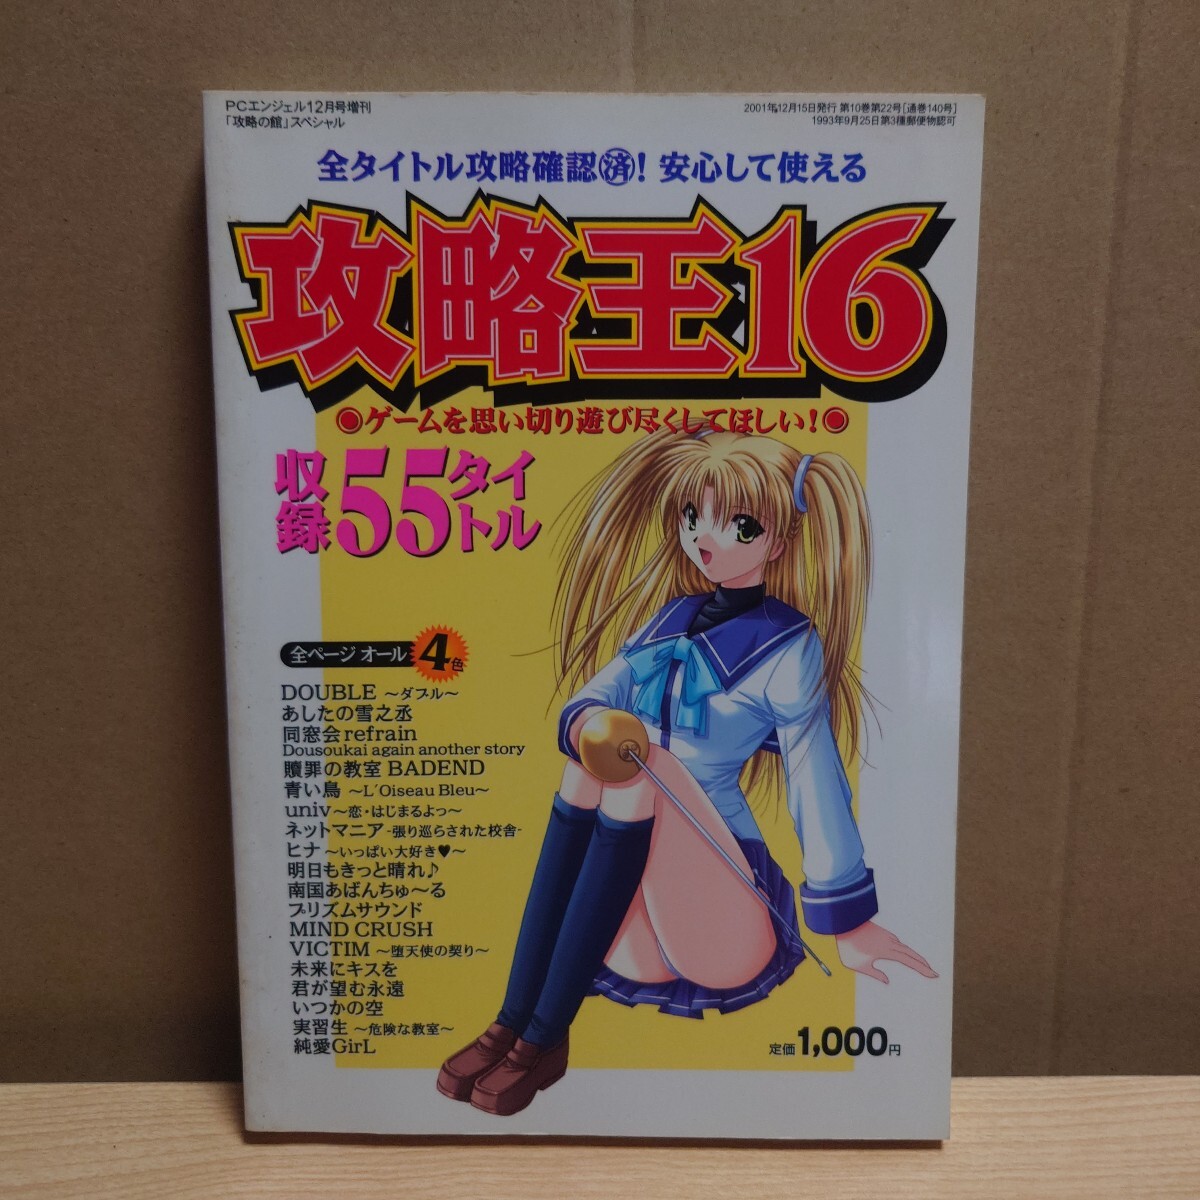 PCエンジェル12月号増刊
「攻略の館」スペシャル
2001年12月15日発行 第10巻第22号[通巻140号]
1993年9月25日第3種郵便物認可
全タイトル攻略確認㊮! 安心して使える
攻略王16
●ゲームを思い切り遊び尽くしてほしい!●
収録55タイトル
全ページ オール4色
DOUBLE ～ダブル～
あしたの雪之丞
同窓会refrain
Dousoukai again another story
贖罪の教室 BADEND
青い鳥 ～L'Oiseau Bleu～
univ～恋・はじまるよっ～
ネットマニア-張り巡らされた校舎-
ヒナ～いっぱい大好き♥～
明日もきっと晴れ♪
南国あばんちゅ～る
プリズムサウンド
MIND CRUSH
VICTIM ～堕天使の契り～
未来にキスを
君が望む永遠
いつかの空
実習生 ～危険な教室～
純愛GirL
定価1,000円